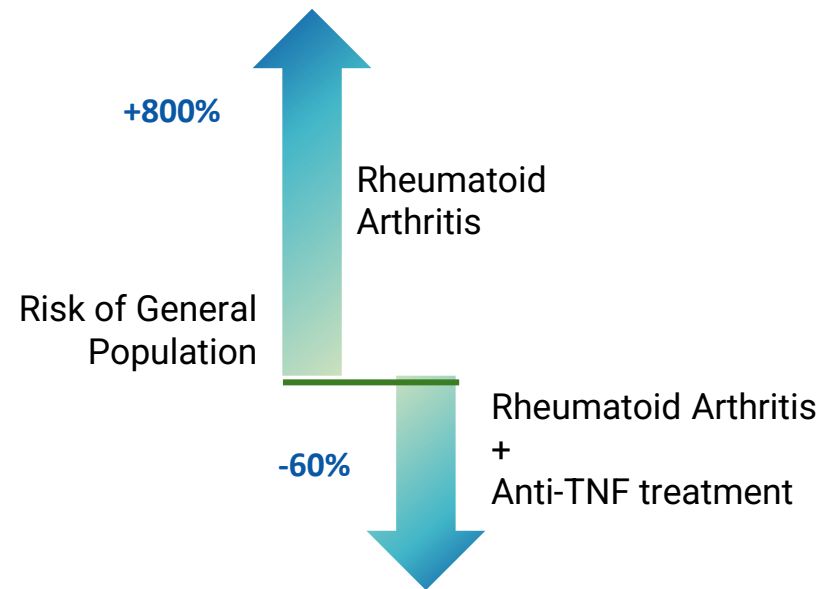 +800%
Rheumatoid
Arthritis
Risk of General
Population
Rheumatoid Arthritis
+
Anti-TNF treatment
-60%